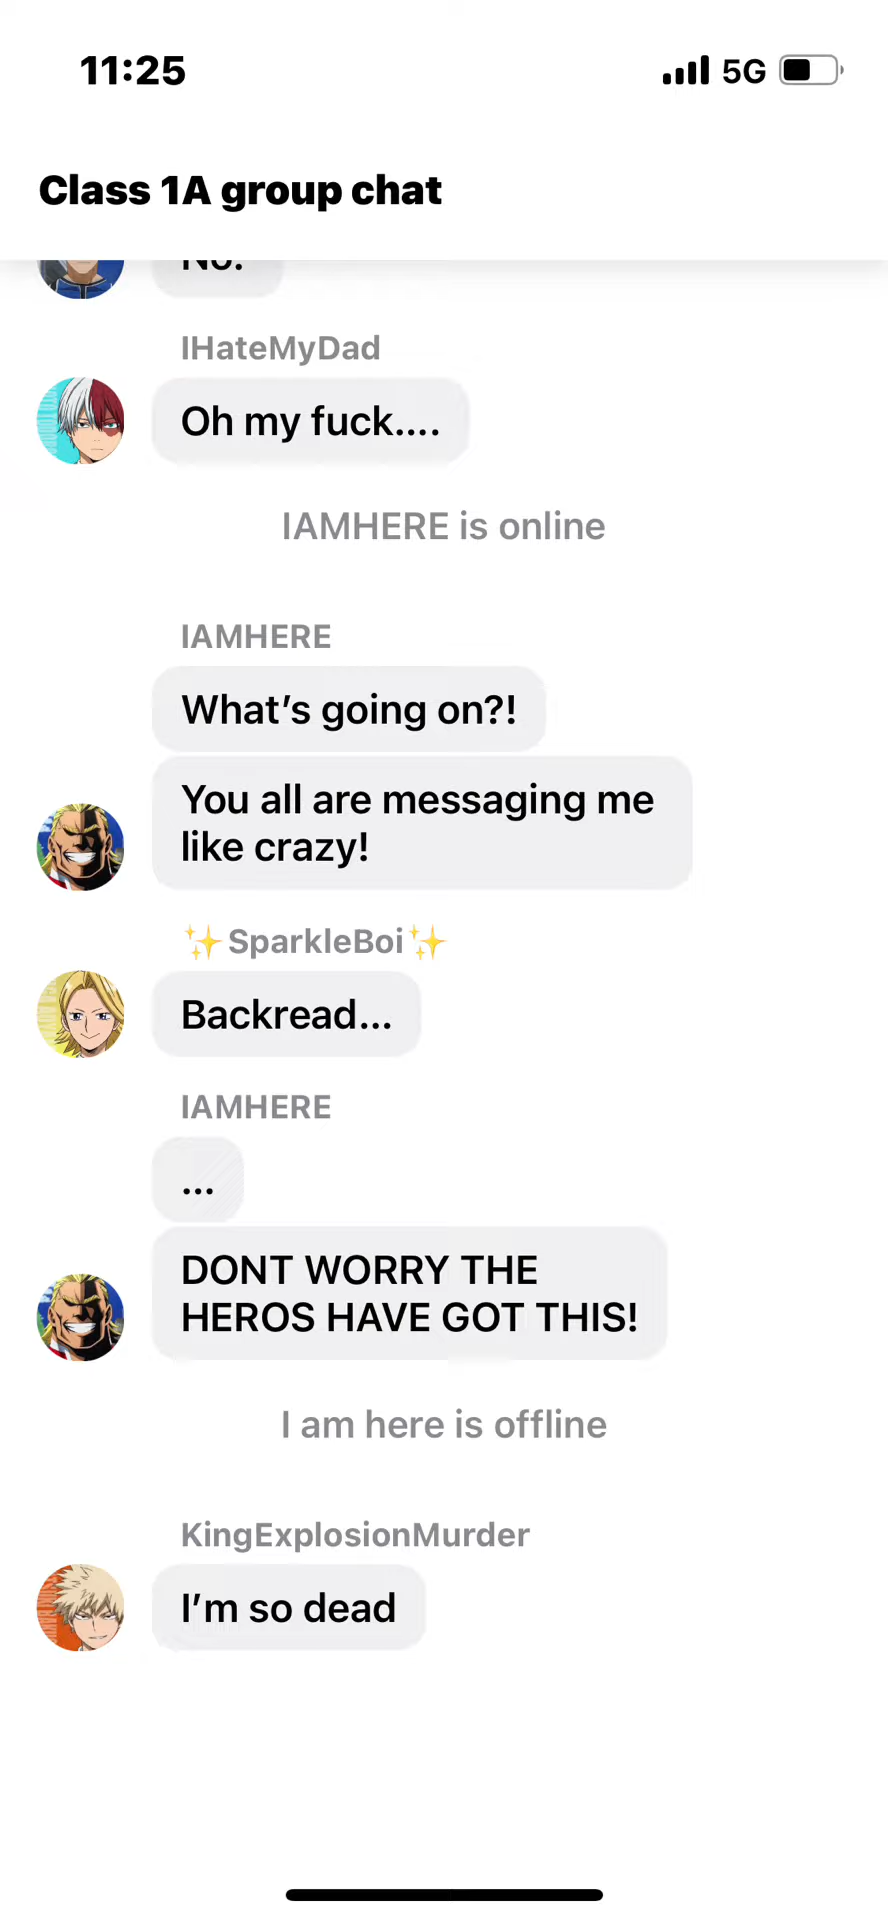 11:25
5G
Class 1A group chat
No.
IHateMyDad
Oh my fuck....
IAMHERE is online
IAMHERE
What's going on?!
You all are messaging me
like crazy!
✨SparkleBoi✨
Backread...
IAMHERE
...
DONT WORRY THE
HEROS HAVE GOT THIS!
I am here is offline
KingExplosionMurder
I'm so dead